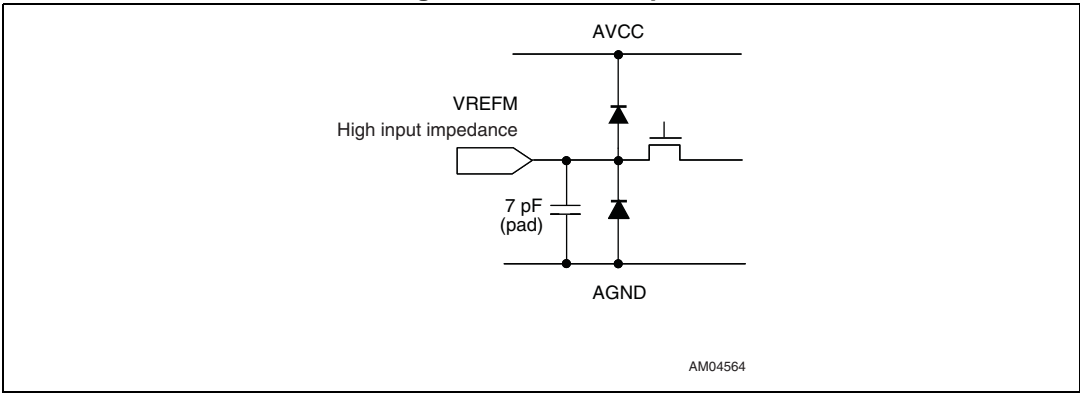 AVCC
VREFM
High input impedance
7 pF
(pad)
AGND
AM04564